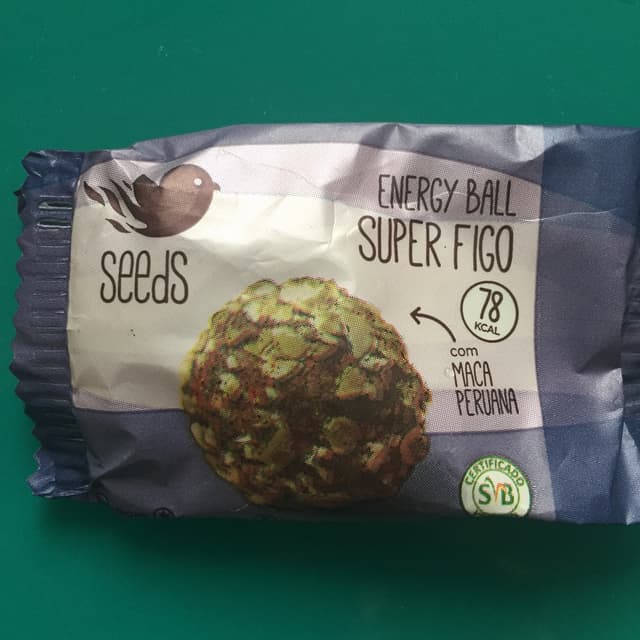 seeds
ENERGY BALL
SUPER FIGO
78
KCAL
com
MACA
PERUANA
CERTIFICADO
SVB